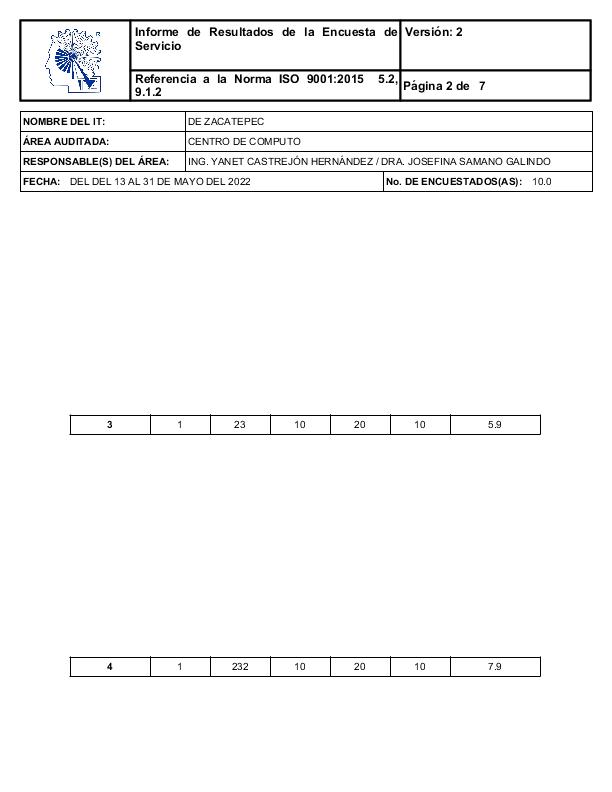 Informe de Resultados de la Encuesta de Servicio
Versión: 2
Referencia a la Norma ISO 9001:2015 5.2, 9.1.2
Página 2 de 7
NOMBRE DEL IT: DE ZACATEPEC
ÁREA AUDITADA: CENTRO DE COMPUTO
RESPONSABLE(S) DEL ÁREA: ING. YANET CASTREJÓN HERNÁNDEZ / DRA. JOSEFINA SAMANO GALINDO
FECHA: DEL DEL 13 AL 31 DE MAYO DEL 2022 No. DE ENCUESTADOS(AS): 10.0
3 1 23 10 20 10 5.9
4 1 232 10 20 10 7.9